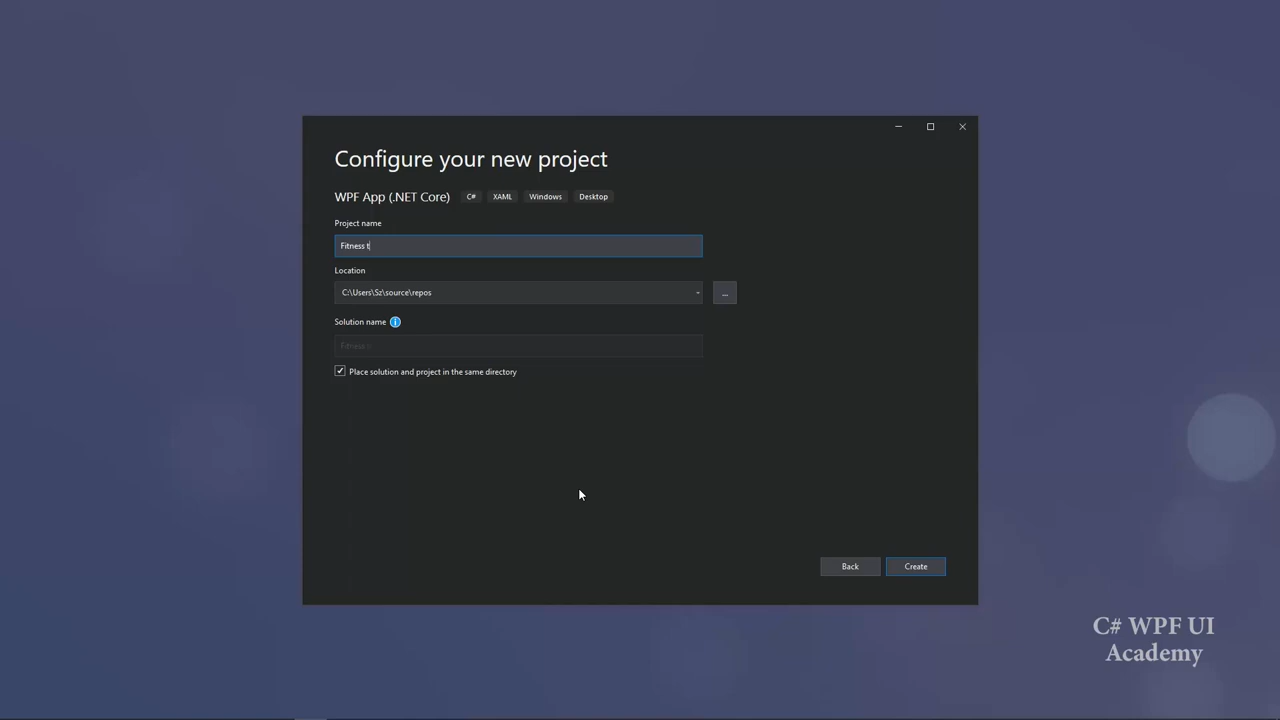 Configure your new project
WPF App (.NET Core) C# XAML Windows Desktop
Project name
Fitness t
Location
C:\Users\Sz\source\repos
...
Solution name
Fitness t
Place solution and project in the same directory
Back Create
C# WPF UI
Academy